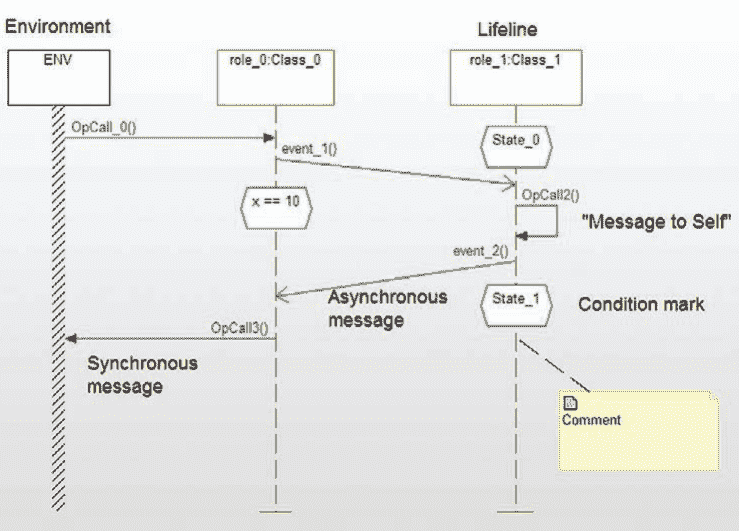 Environment
Lifeline
ENV
role_0:Class_0
role_1:Class_1
OpCall_0()
State_0
event_1()
x == 10
OpCall2()
"Message to Self"
event_2()
Asynchronous
message
State_1
Condition mark
OpCall3()
Synchronous
message
Comment